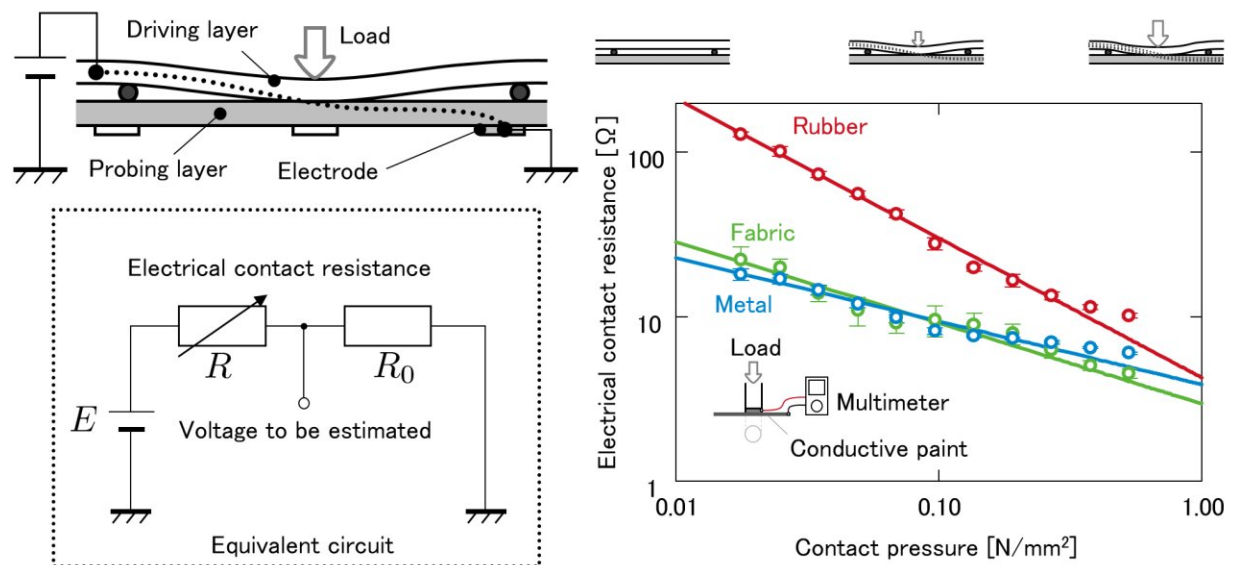 Driving layer
Load
Probing layer
Electrode
Electrical contact resistance
R
R₀
E
Voltage to be estimated
Equivalent circuit
Electrical contact resistance [Ω]
100
10
1
Rubber
Fabric
Metal
Load
Multimeter
Conductive paint
0.01
0.10
1.00
Contact pressure [N/mm²]